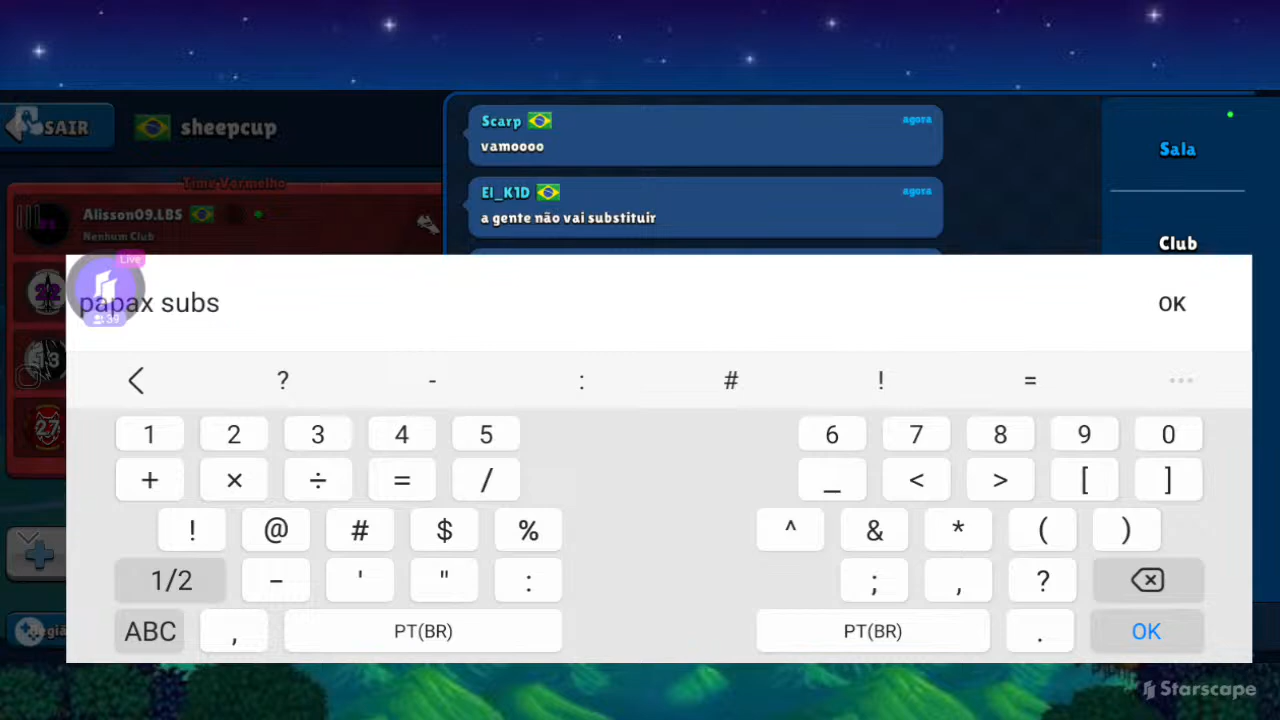 SAIR
sheepcup
Time Vermelho
Alisson09.LBS
Nenhum Club
27
Scarp
agora
vamoooo
El_K1D
agora
a gente não vai substituir
Sala
Club
Live
39
papax subs
OK
? - : # ! = ...
1 2 3 4 5 6 7 8 9 0
+ × ÷ = / _ < > [ ]
! @ # $ % ^ & * ( )
1/2 - ' " : ; , ?
ABC , PT(BR) PT(BR) . OK
Starscape